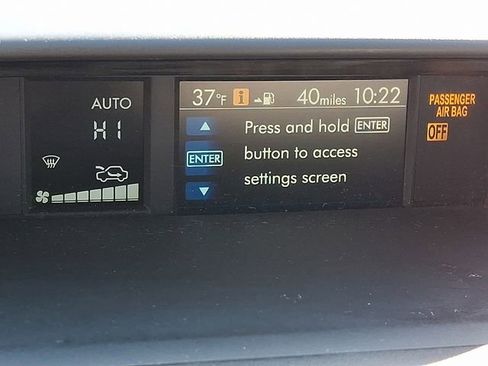 AUTO
HI
37°F i 40miles 10:22
Press and hold ENTER
ENTER button to access
settings screen
PASSENGER
AIR BAG
OFF